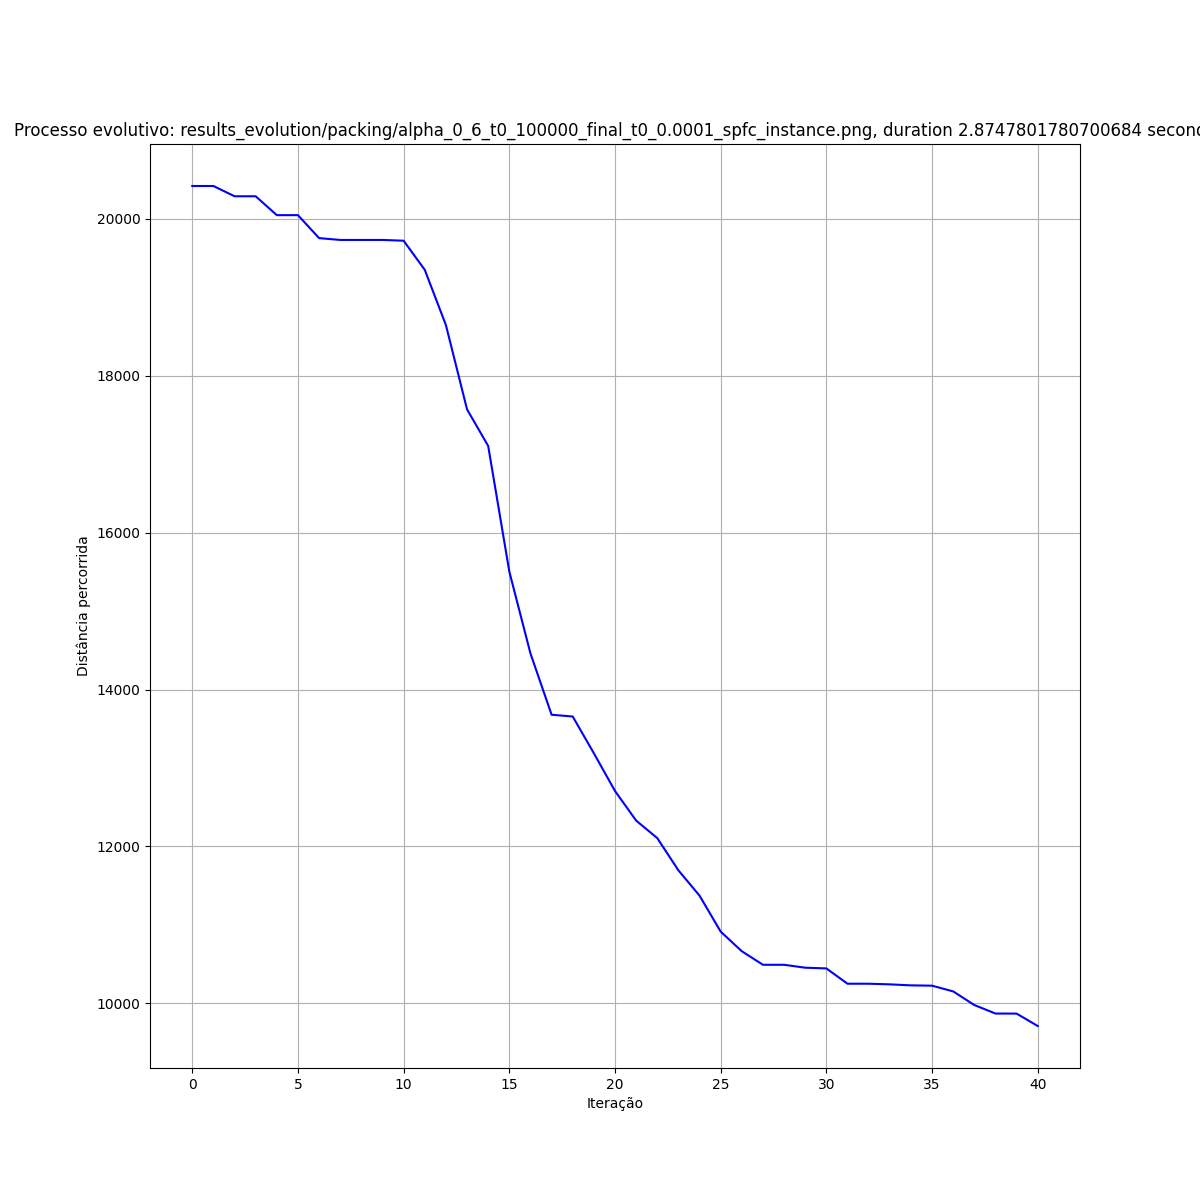 Processo evolutivo: results_evolution/packing/alpha_0_6_t0_100000_final_t0_0.0001_spfc_instance.png, duration 2.8747801780700684 secon
20000
18000
16000
14000
12000
10000
Distância percorrida
0 5 10 15 20 25 30 35 40
Iteração